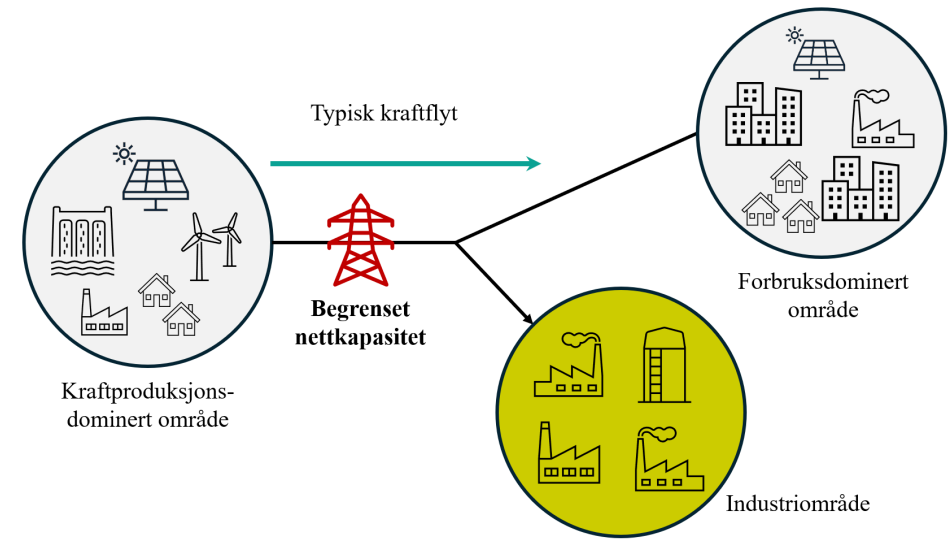 Typisk kraftflyt
Begrenset
nettkapasitet
Kraftproduksjons-
dominert område
Forbruksdominert
område
Industriområde